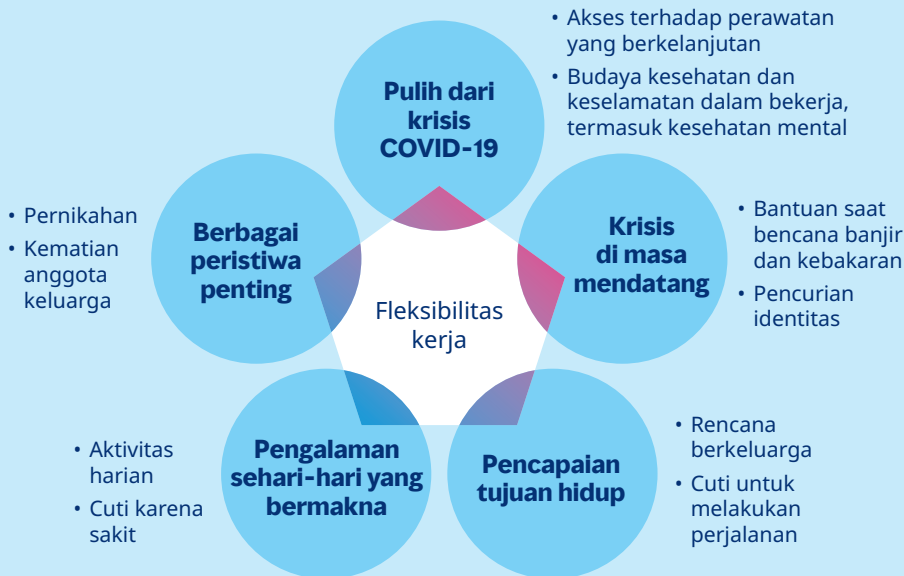 Pulih dari
krisis
COVID-19
• Akses terhadap perawatan
yang berkelanjutan
• Budaya kesehatan dan
keselamatan dalam bekerja,
termasuk kesehatan mental
Krisis
di masa
mendatang
• Bantuan saat
bencana banjir
dan kebakaran
• Pencurian
identitas
Pencapaian
tujuan hidup
• Rencana
berkeluarga
• Cuti untuk
melakukan
perjalanan
Pengalaman
sehari-hari yang
bermakna
• Aktivitas
harian
• Cuti karena
sakit
Berbagai
peristiwa
penting
• Pernikahan
• Kematian
anggota
keluarga
Fleksibilitas
kerja